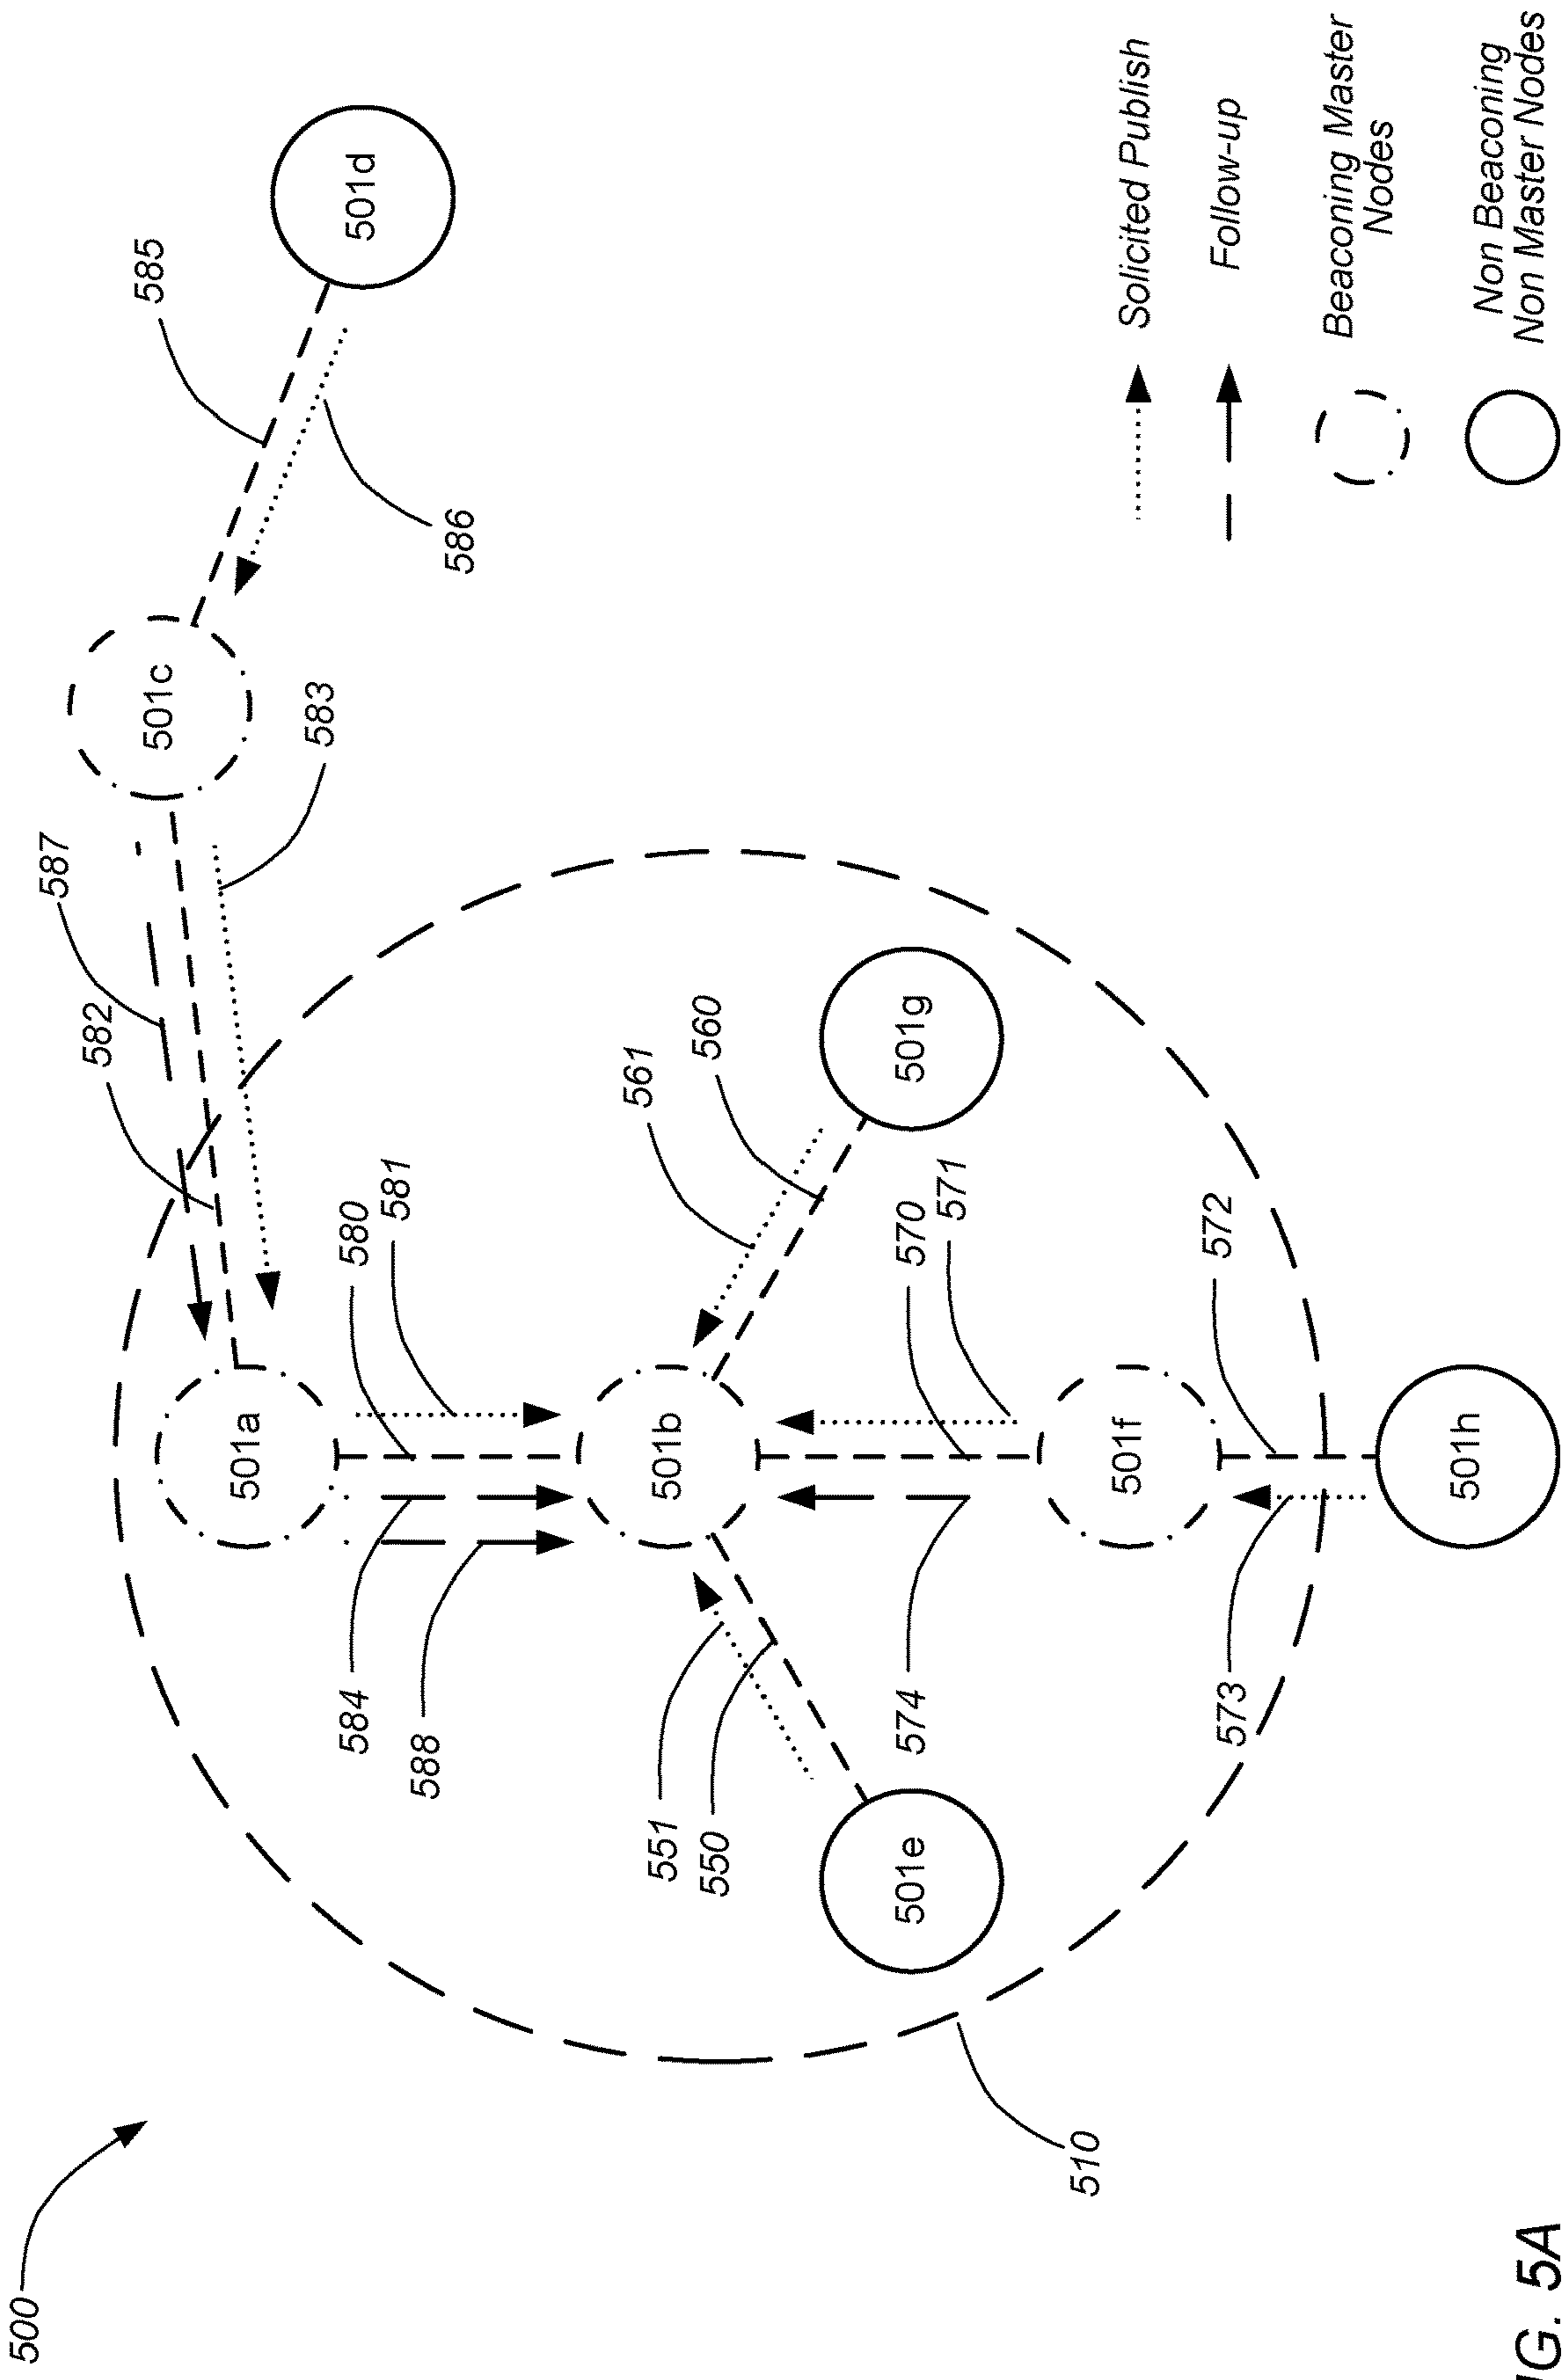 500
587
582
585
501c
501a
583
584
580
501d
581
588
586
561
551
501b
560
550
501e
574
570
501g
571
510
501f
Solicited Publish
573
572
Follow-up
Beaconing Master
Nodes
501h
Non Beaconing
Non Master Nodes
IG. 5A